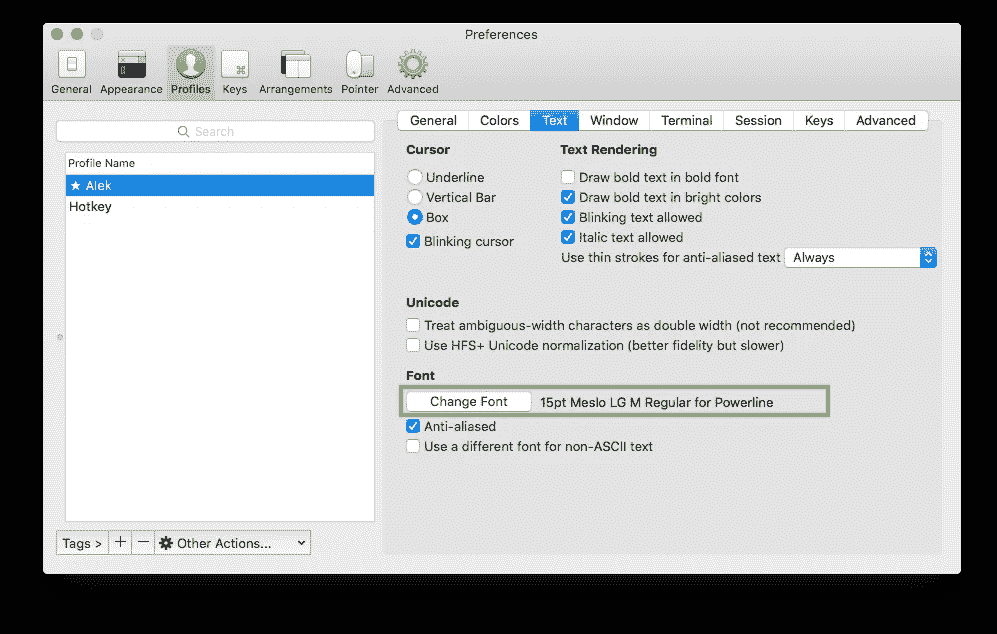 Preferences
General Appearance Profiles Keys Arrangements Pointer Advanced
Search
Profile Name
★ Alek
Hotkey
Tags > + − Other Actions...
General Colors Text Window Terminal Session Keys Advanced
Cursor
Underline
Vertical Bar
Box
Blinking cursor
Text Rendering
Draw bold text in bold font
Draw bold text in bright colors
Blinking text allowed
Italic text allowed
Use thin strokes for anti-aliased text Always
Unicode
Treat ambiguous-width characters as double width (not recommended)
Use HFS+ Unicode normalization (better fidelity but slower)
Font
Change Font 15pt Meslo LG M Regular for Powerline
Anti-aliased
Use a different font for non-ASCII text